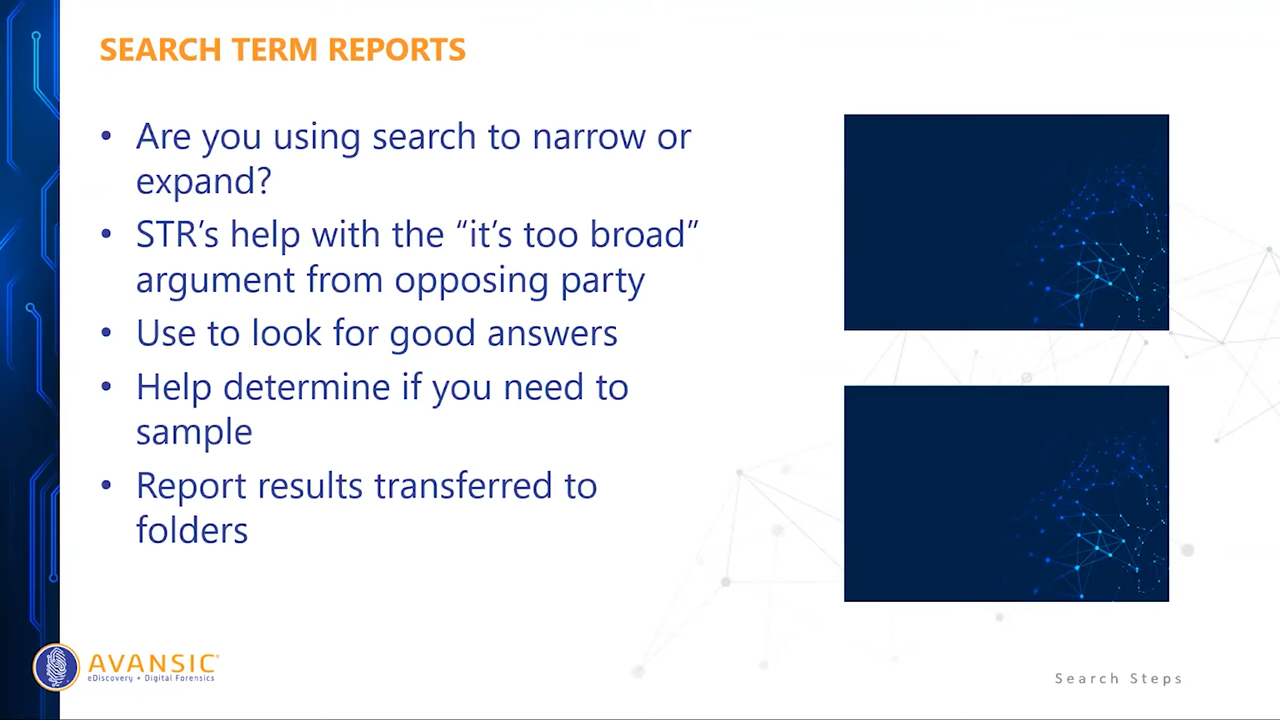 SEARCH TERM REPORTS
• Are you using search to narrow or
expand?
• STR’s help with the “it’s too broad”
argument from opposing party
• Use to look for good answers
• Help determine if you need to
sample
• Report results transferred to
folders
AVANSIC®
eDiscovery + Digital Forensics
Search Steps